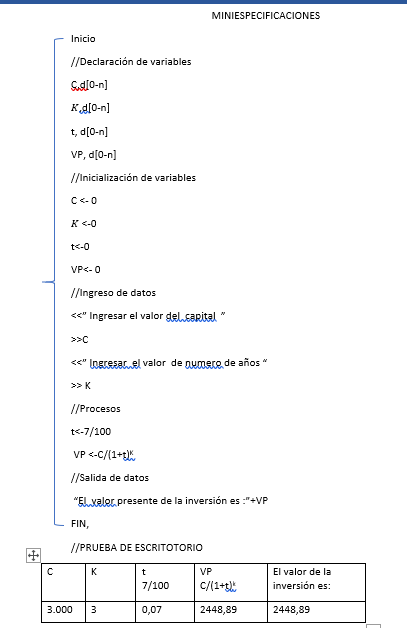 MINIESPECIFICACIONES
Inicio
//Declaración de variables
C,d[0-n]
K,d[0-n]
t, d[0-n]
VP, d[0-n]
//Inicialización de variables
C <- 0
K <-0
t<-0
VP<- 0
//Ingreso de datos
<<” Ingresar el valor del capital ”
>>C
<<” Ingresar el valor de numero de años “
>> K
//Procesos
t<-7/100
VP <-C/(1+t)ᵏ
//Salida de datos
“El valor presente de la inversión es :”+VP
FIN,
//PRUEBA DE ESCRITOTORIO
C K t VP El valor de la
7/100 C/(1+t)ᵏ inversión es:
3.000 3 0,07 2448,89 2448,89